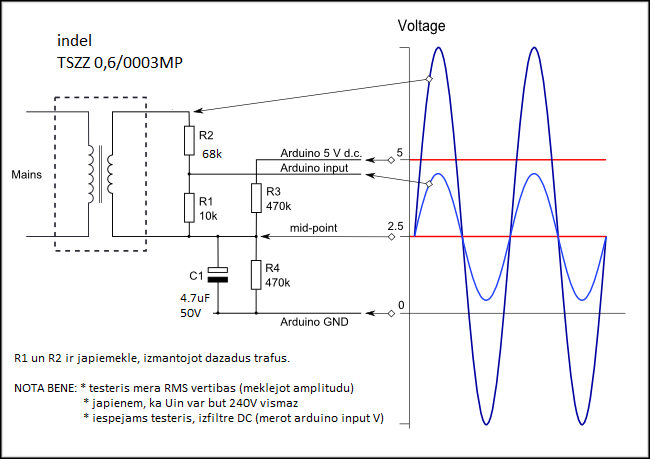 indel
TSZZ 0,6/0003MP
Voltage
Mains
R2
68k
R1
10k
Arduino 5 V d.c.
Arduino input
R3
470k
mid-point
R4
470k
C1
4.7uF
50V
Arduino GND
5
2.5
0
R1 un R2 ir japiemekle, izmantojot dazadus trafus.
NOTA BENE: * testeris mera RMS vertibas (meklejot amplitudu)
* japienem, ka Uin var but 240V vismaz
* iespejams testeris, izfiltre DC (merot arduino input V)